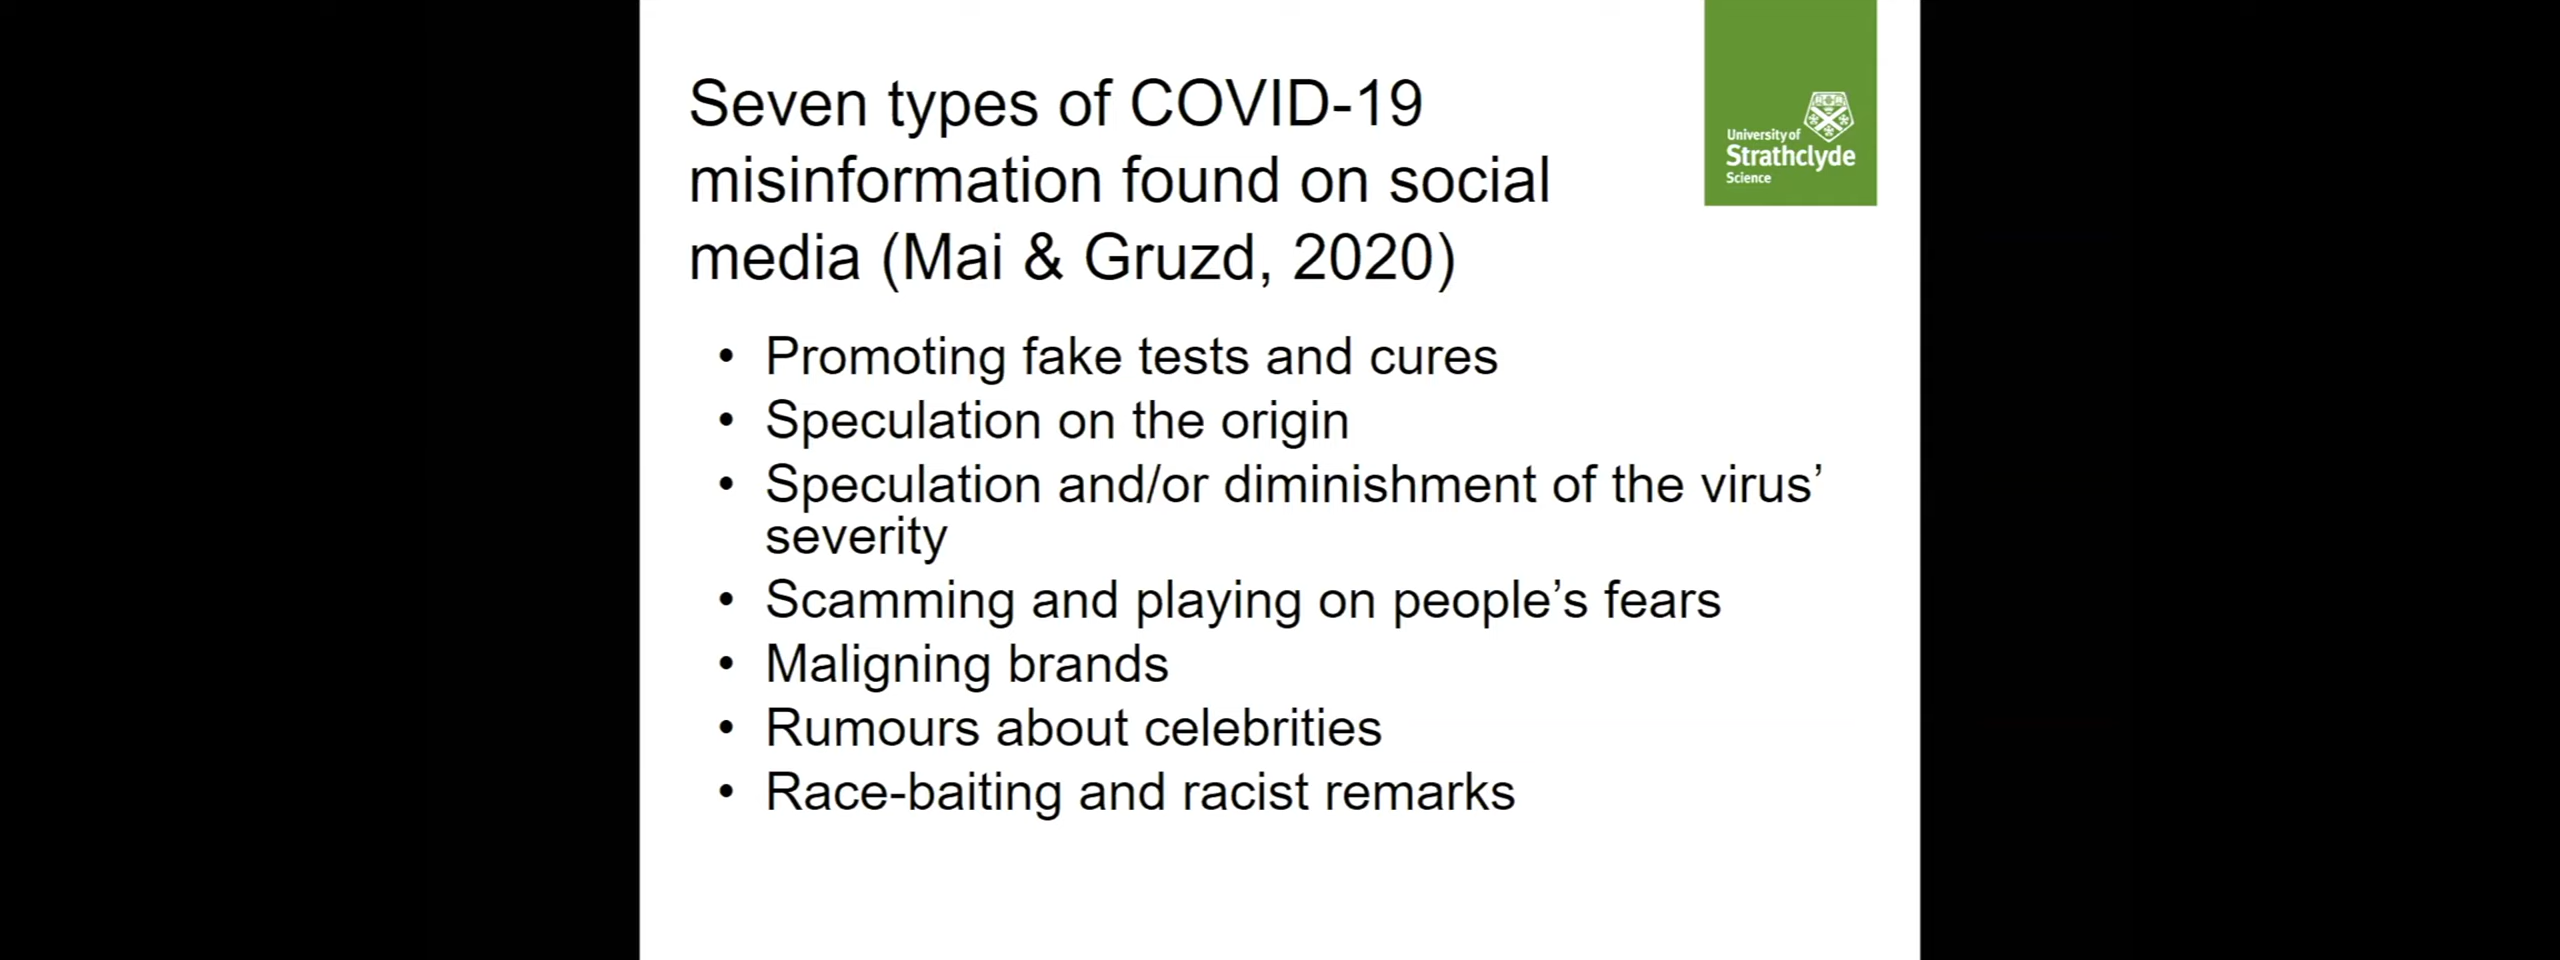 Seven types of COVID-19
misinformation found on social
media (Mai & Gruzd, 2020)
University of
Strathclyde
Science
• Promoting fake tests and cures
• Speculation on the origin
• Speculation and/or diminishment of the virus’
severity
• Scamming and playing on people’s fears
• Maligning brands
• Rumours about celebrities
• Race-baiting and racist remarks